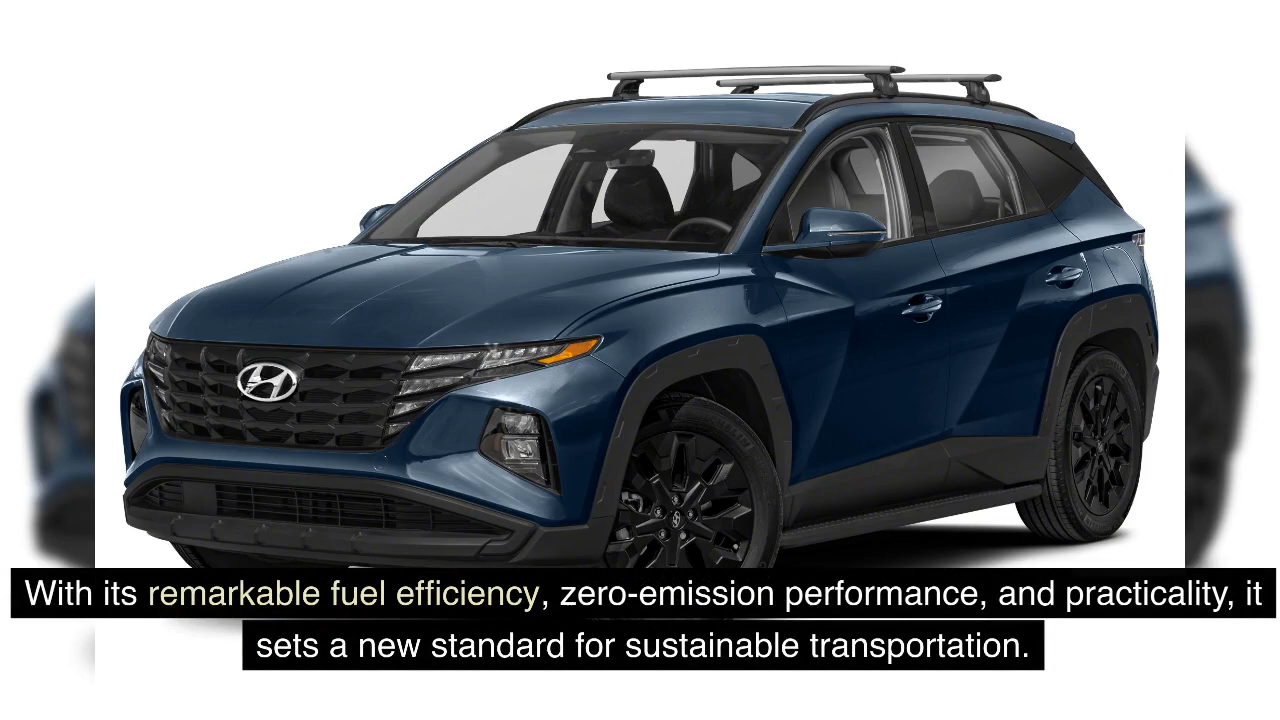 With its remarkable fuel efficiency, zero-emission performance, and practicality, it
sets a new standard for sustainable transportation.